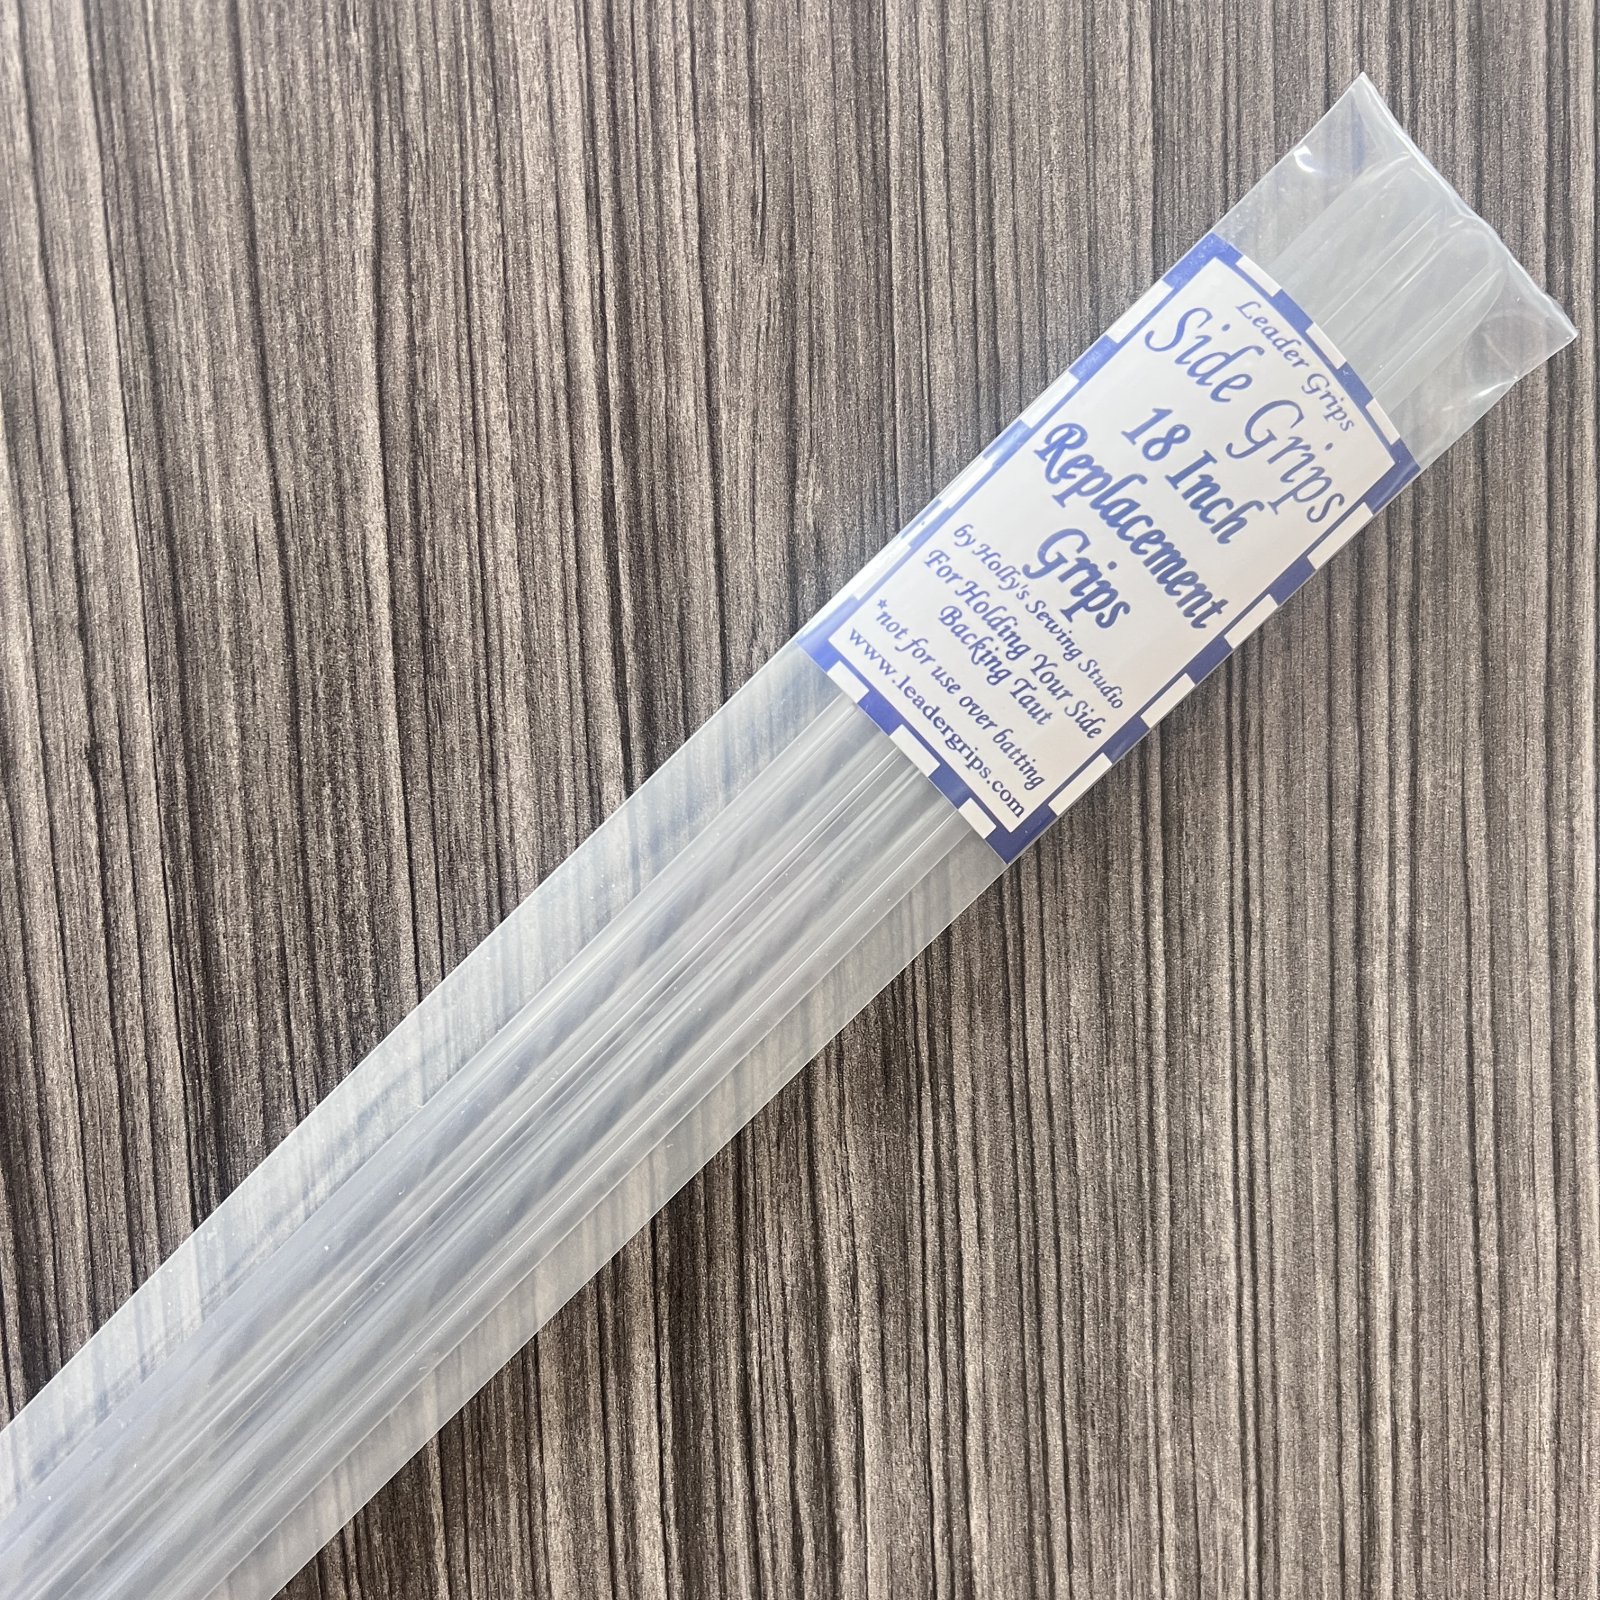 Leader Grips
Side Grips
18 Inch
Replacement
Grips
by Holly's Sewing Studio
For Holding Your Side
Backing Taut
*not for use over batting
www.leadergrips.com